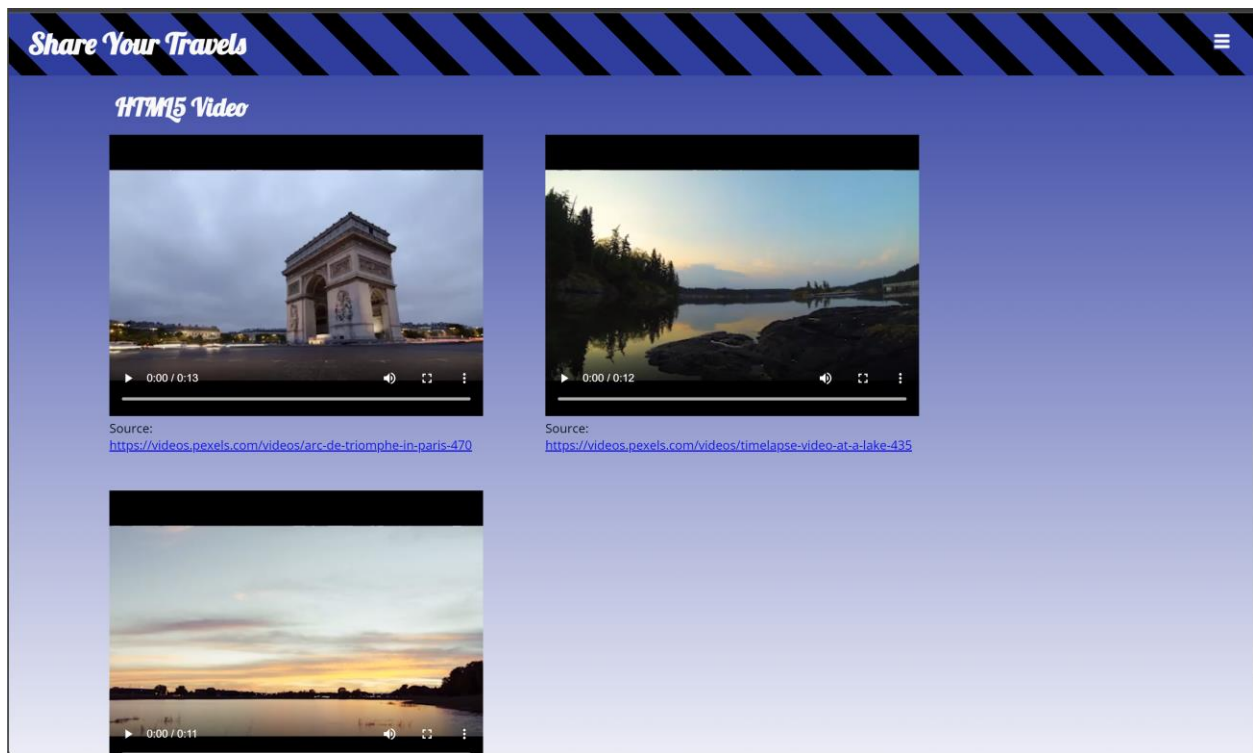 Share Your Travels
HTML5 Video
0:00 / 0:13
0:00 / 0:12
Source:
https://videos.pexels.com/videos/arc-de-triomphe-in-paris-470
Source:
https://videos.pexels.com/videos/timelapse-video-at-a-lake-435
0:00 / 0:11